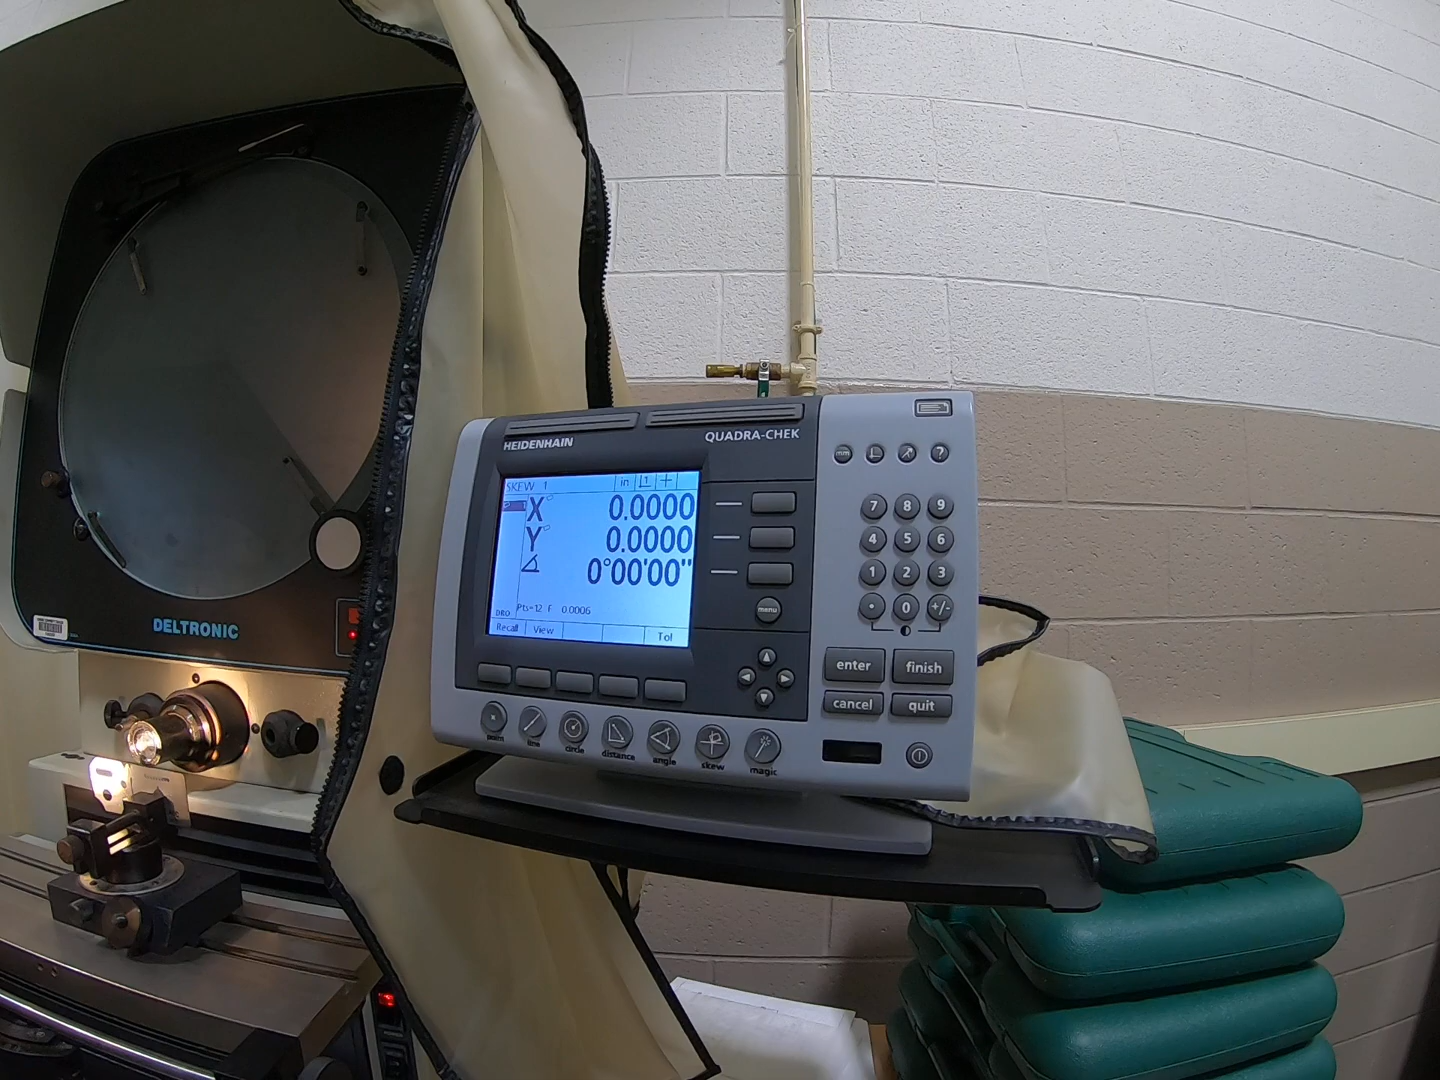 HEIDENHAIN
QUADRA-CHEK
SKEW 1
in
1
X 0.0000
Y 0.0000
0°00'00"
DRO
Pts=12 F 0.0006
Recall
View
Tol
mm
?
7 8 9
4 5 6
1 2 3
• 0 +/-
menu
enter
finish
cancel
quit
point
line
circle
distance
angle
skew
magic
DELTRONIC